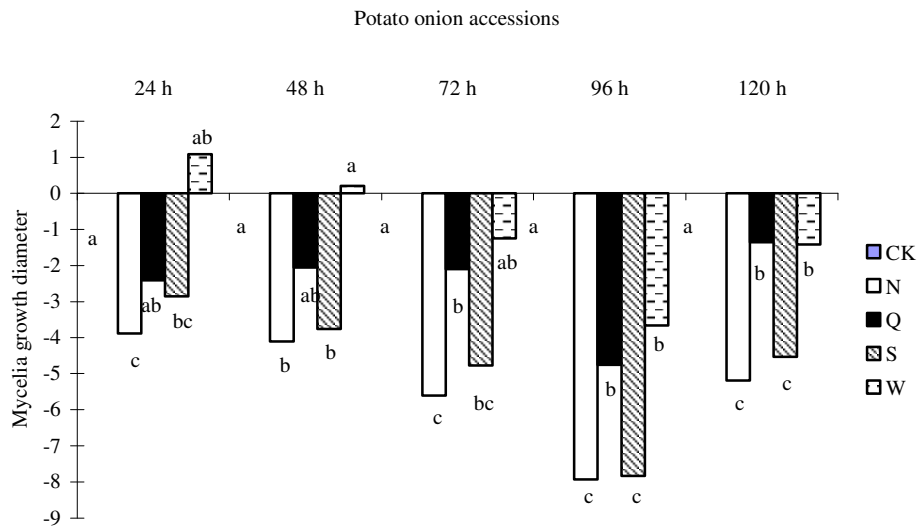 Potato onion accessions
24 h 48 h 72 h 96 h 120 h
Mycelia growth diameter
2
1
0
-1
-2
-3
-4
-5
-6
-7
-8
-9
a c ab bc ab
a b ab b a
a c b bc ab
a c b c b
a c b c b
CK
N
Q
S
W